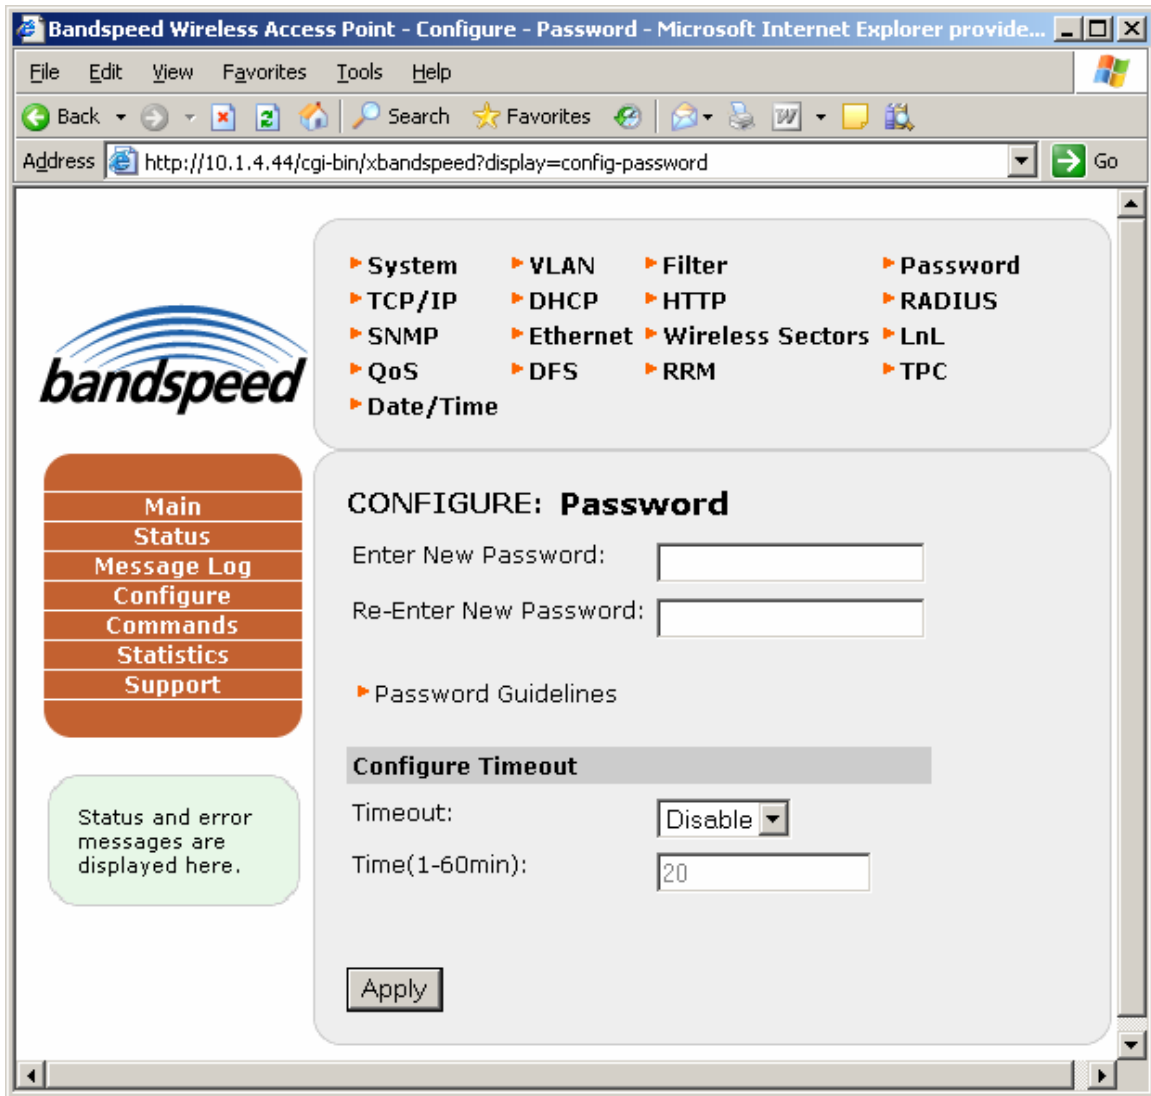 Bandspeed Wireless Access Point - Configure - Password - Microsoft Internet Explorer provide...
File Edit View Favorites Tools Help
Back Search Favorites W
Address http://10.1.4.44/cgi-bin/xbandspeed?display=config-password Go
System VLAN Filter Password
TCP/IP DHCP HTTP RADIUS
SNMP Ethernet Wireless Sectors LnL
QoS DFS RRM TPC
Date/Time
bandspeed
Main
Status
Message Log
Configure
Commands
Statistics
Support
Status and error
messages are
displayed here.
CONFIGURE: Password
Enter New Password:
Re-Enter New Password:
Password Guidelines
Configure Timeout
Timeout: Disable
Time(1-60min): 20
Apply